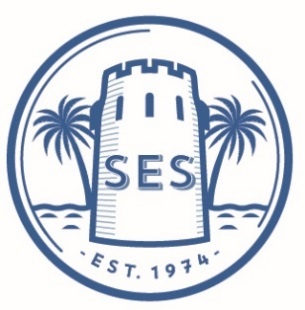 SES
- EST. 1974 -